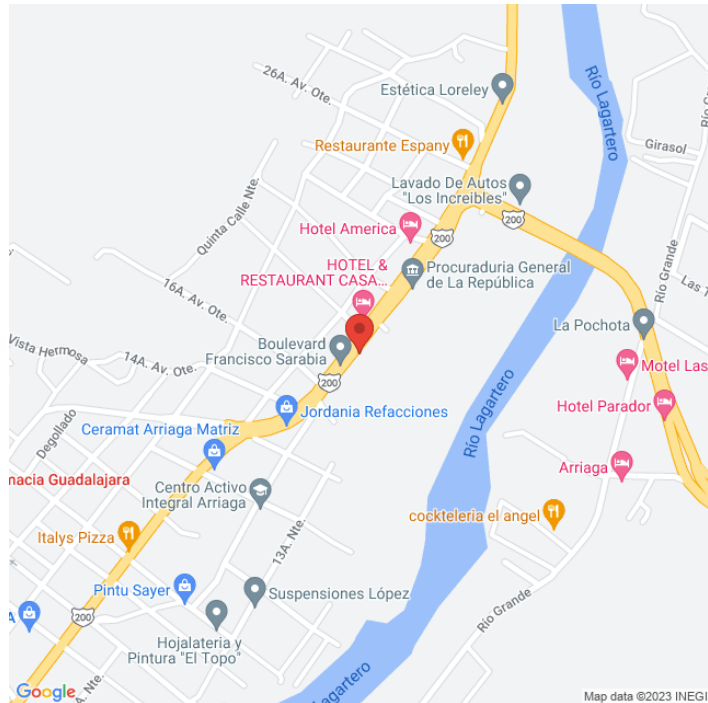 26A. Av. Ote.
Estética Loreley
Río Lagartero
Girasol
Restaurante Espany
Lavado De Autos
"Los Increibles"
200
Quinta Calle Nte.
Hotel America
200
Procuraduria General
de La República
HOTEL &
RESTAURANT CASA...
Río Grande
Las
16A. Av. Ote.
La Pochota
Boulevard
Francisco Sarabia
Vista Hermosa
14A. Av. Ote.
Motel Las
200
Hotel Parador
Jordania Refacciones
Degollado
Ceramat Arriaga Matriz
Río Lagartero
macia Guadalajara
Centro Activo
Integral Arriaga
Arriaga
cockteleria el angel
13A. Nte.
Italys Pizza
Pintu Sayer
Suspensiones López
200
Río Grande
Hojalateria y
Pintura "El Topo"
Lagartero
A. Nte.
Google
Map data ©2023 INEGI